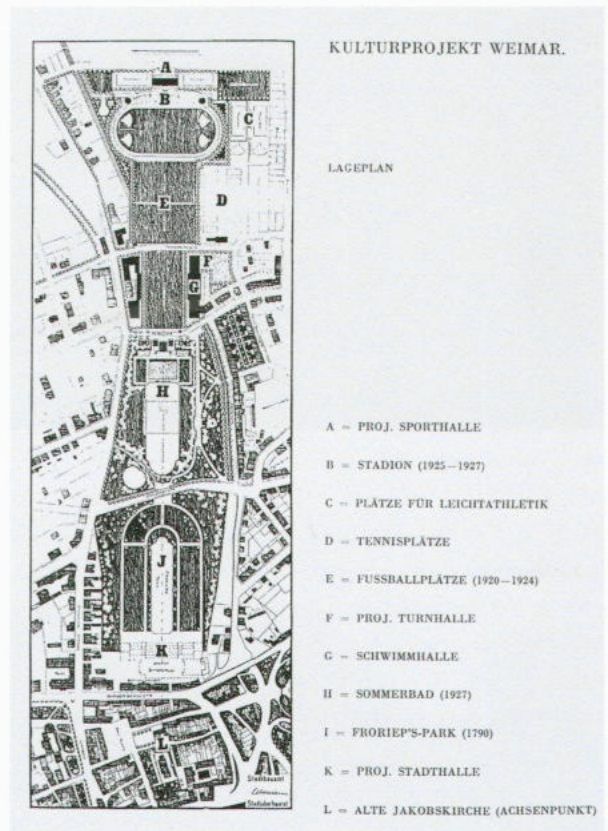 KULTURPROJEKT WEIMAR.
LAGEPLAN
A = PROJ. SPORTHALLE
B = STADION (1925—1927)
C = PLÄTZE FÜR LEICHTATHLETIK
D = TENNISPLÄTZE
E = FUSSBALLPLÄTZE (1920—1924)
F = PROJ. TURNHALLE
G = SCHWIMMHALLE
H = SOMMERBAD (1927)
I = FRORIEP'S-PARK (1790)
K = PROJ. STADTHALLE
L = ALTE JAKOBSKIRCHE (ACHSENPUNKT)
A
B
C
E
D
F
G
H
J
K
L
Stadtbauamt
Stadtoberbaurat